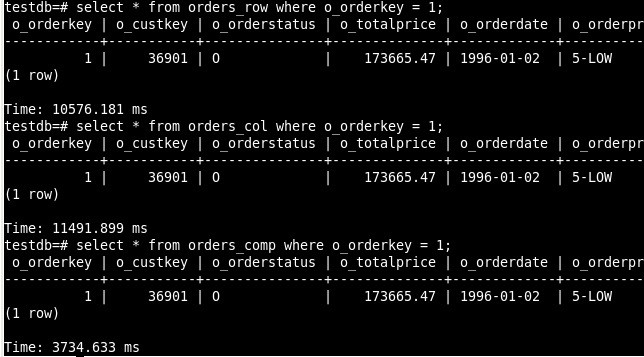 testdb=# select * from orders_row where o_orderkey = 1;
 o_orderkey | o_custkey | o_orderstatus | o_totalprice | o_orderdate | o_orderpr
------------+-----------+---------------+--------------+-------------+----------
          1 |     36901 | O             |    173665.47 | 1996-01-02  | 5-LOW
(1 row)
Time: 10576.181 ms
testdb=# select * from orders_col where o_orderkey = 1;
 o_orderkey | o_custkey | o_orderstatus | o_totalprice | o_orderdate | o_orderpr
------------+-----------+---------------+--------------+-------------+----------
          1 |     36901 | O             |    173665.47 | 1996-01-02  | 5-LOW
(1 row)
Time: 11491.899 ms
testdb=# select * from orders_comp where o_orderkey = 1;
 o_orderkey | o_custkey | o_orderstatus | o_totalprice | o_orderdate | o_orderpr
------------+-----------+---------------+--------------+-------------+----------
          1 |     36901 | O             |    173665.47 | 1996-01-02  | 5-LOW
(1 row)
Time: 3734.633 ms